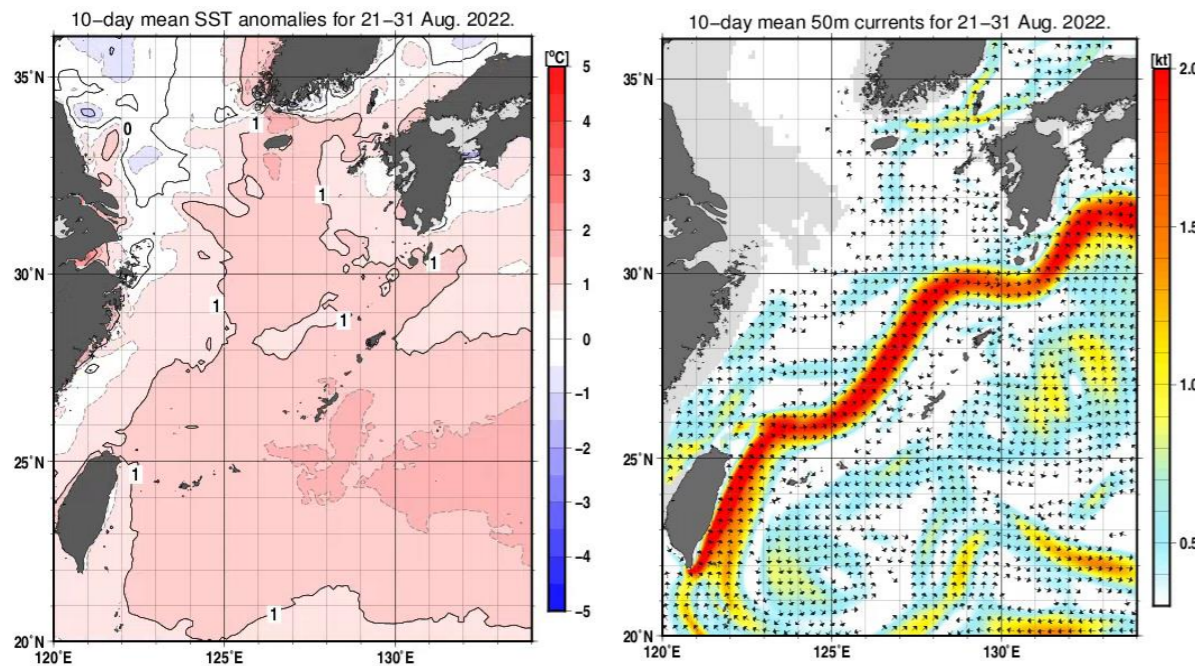 10-day mean SST anomalies for 21-31 Aug. 2022.
[°C]
5
4
3
2
1
0
-1
-2
-3
-4
-5
35°N
30°N
25°N
20°N
120°E
125°E
130°E
0
1
1
1
1
1
1
1
1
10-day mean 50m currents for 21-31 Aug. 2022.
[kt]
2.0
1.5
1.0
0.5
35°N
30°N
25°N
20°N
120°E
125°E
130°E